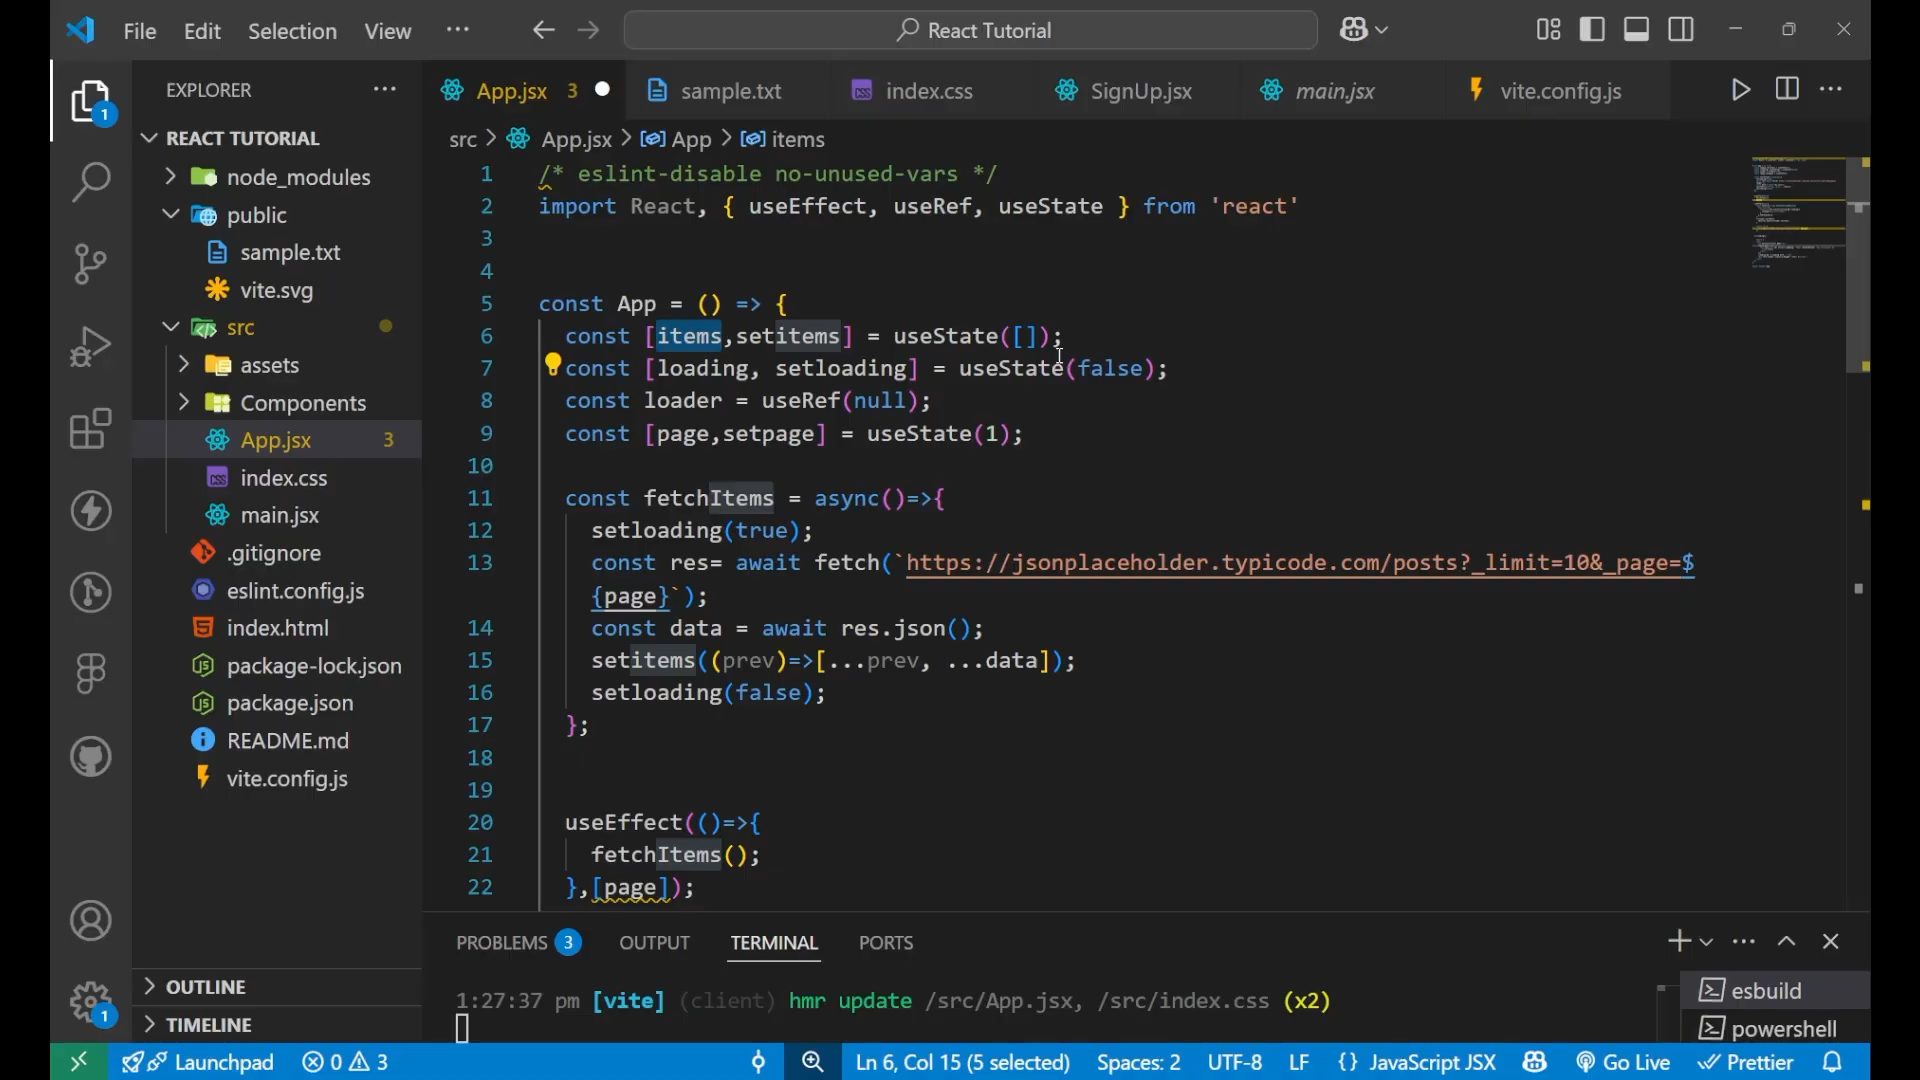 File Edit Selection View ··· React Tutorial
EXPLORER ···
REACT TUTORIAL
node_modules
public
sample.txt
vite.svg
src
assets
Components
App.jsx 3
index.css
main.jsx
.gitignore
eslint.config.js
index.html
package-lock.json
package.json
README.md
vite.config.js
OUTLINE
TIMELINE
1
1
App.jsx 3 sample.txt index.css SignUp.jsx main.jsx vite.config.js
src > App.jsx > App > items
1 /* eslint-disable no-unused-vars */
2 import React, { useEffect, useRef, useState } from 'react'
3
4
5 const App = () => {
6 const [items,setitems] = useState([]);
7 const [loading, setloading] = useState(false);
8 const loader = useRef(null);
9 const [page,setpage] = useState(1);
10
11 const fetchItems = async()=>{
12 setloading(true);
13 const res= await fetch(`https://jsonplaceholder.typicode.com/posts?_limit=10&_page=$
{page}`);
14 const data = await res.json();
15 setitems((prev)=>[...prev, ...data]);
16 setloading(false);
17 };
18
19
20 useEffect(()=>{
21 fetchItems();
22 },[page]);
PROBLEMS 3 OUTPUT TERMINAL PORTS
1:27:37 pm [vite] (client) hmr update /src/App.jsx, /src/index.css (x2)
esbuild
powershell
Launchpad 0 3 Ln 6, Col 15 (5 selected) Spaces: 2 UTF-8 LF {} JavaScript JSX Go Live Prettier